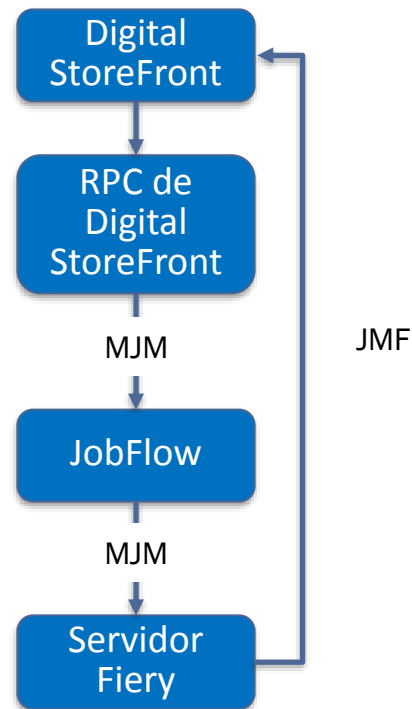 Digital
StoreFront
RPC de
Digital
StoreFront
MJM
JMF
JobFlow
MJM
Servidor
Fiery